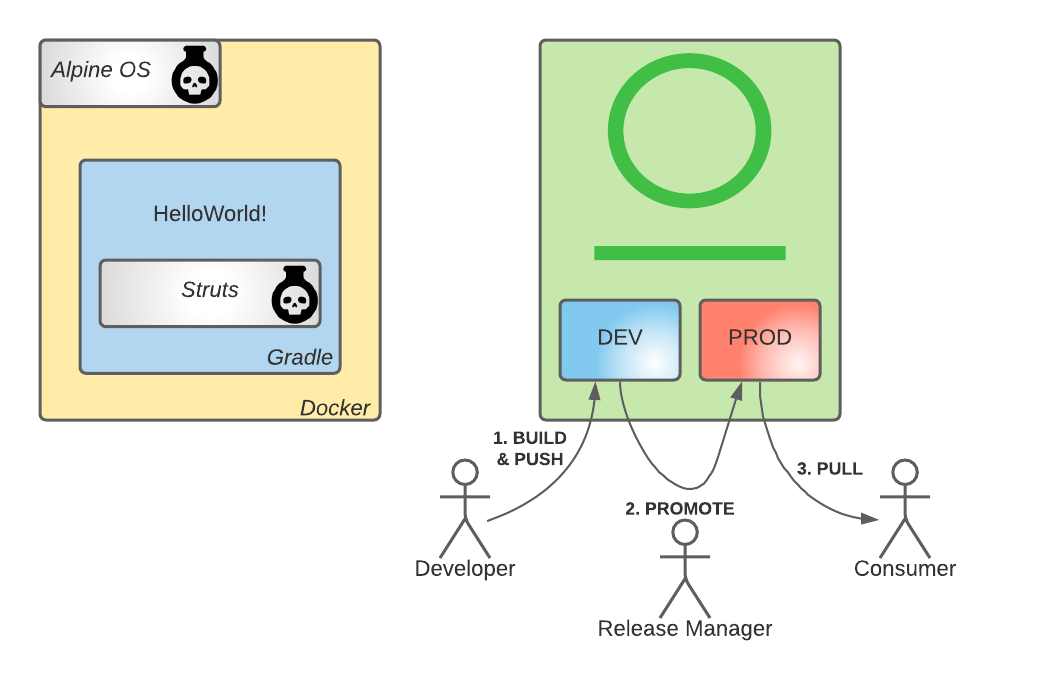 Alpine OS
HelloWorld!
Struts
Gradle
Docker
DEV
PROD
1. BUILD
& PUSH
2. PROMOTE
3. PULL
Developer
Release Manager
Consumer